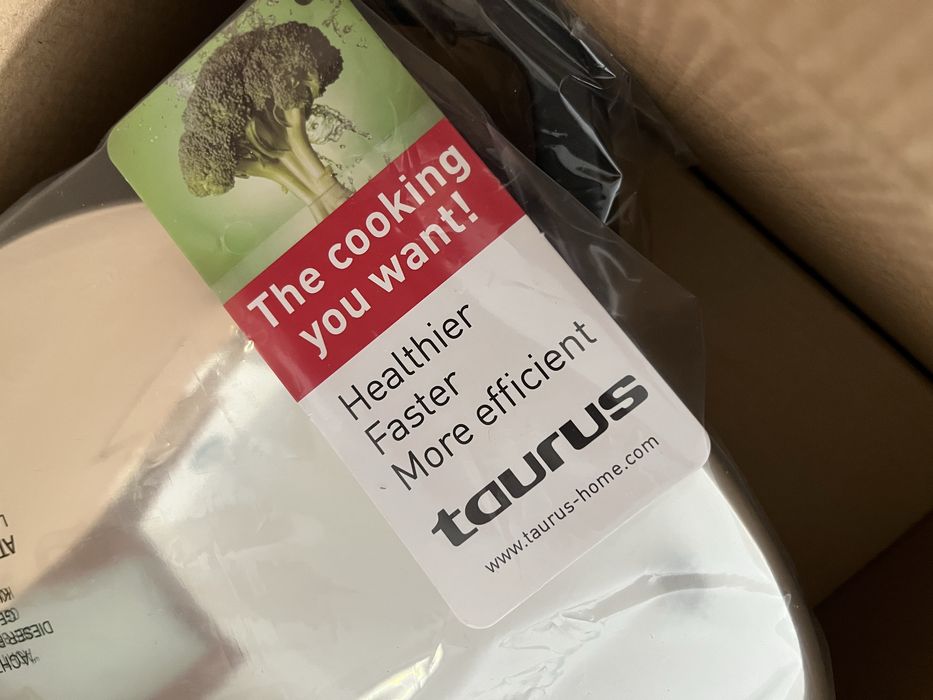 The cooking
you want!
Healthier
Faster
More efficient
taurus
www.taurus-home.com